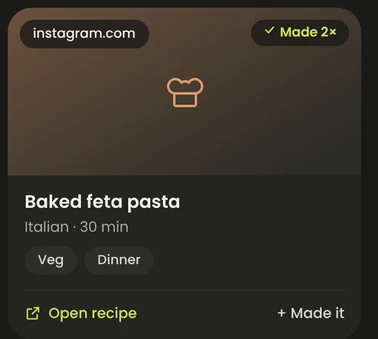 instagram.com
✓ Made 2×
Baked feta pasta
Italian · 30 min
Veg
Dinner
Open recipe
+ Made it